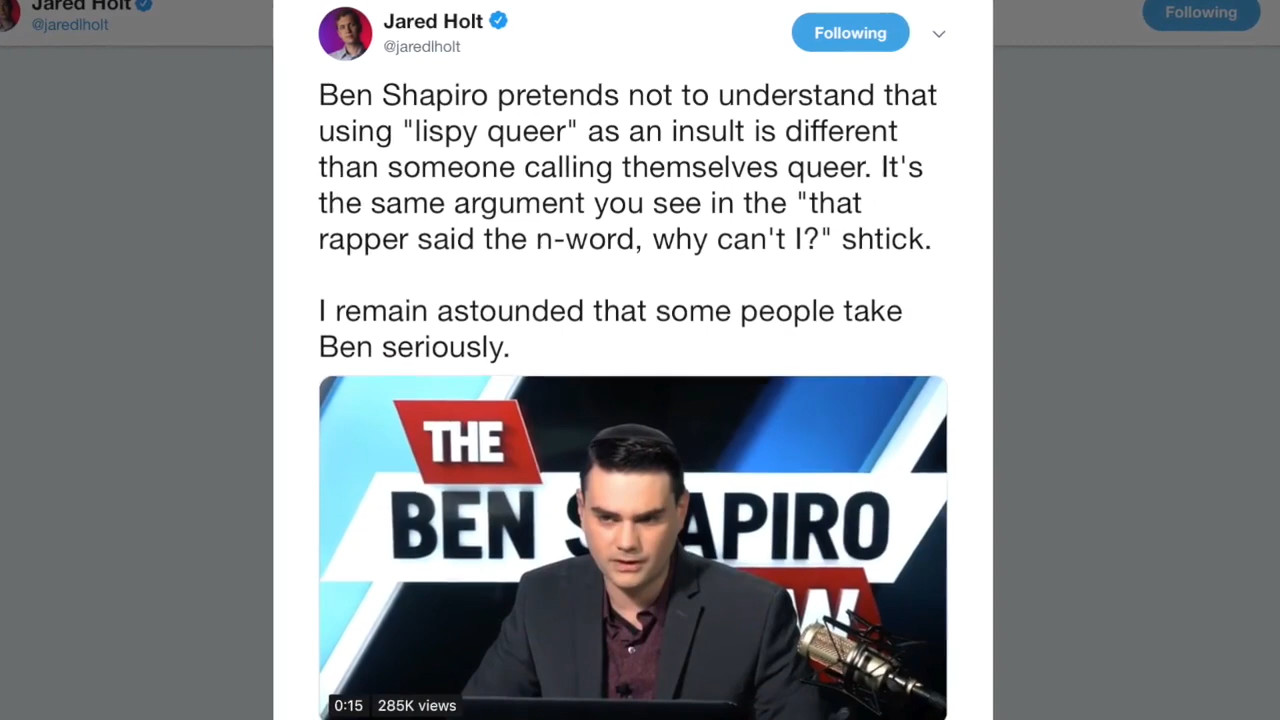 Jared Holt
@jaredlholt
Following
Jared Holt
@jaredlholt
Following
Ben Shapiro pretends not to understand that
using "lispy queer" as an insult is different
than someone calling themselves queer. It's
the same argument you see in the "that
rapper said the n-word, why can't I?" shtick.
I remain astounded that some people take
Ben seriously.
THE
BEN S APIRO
W
0:15 285K views